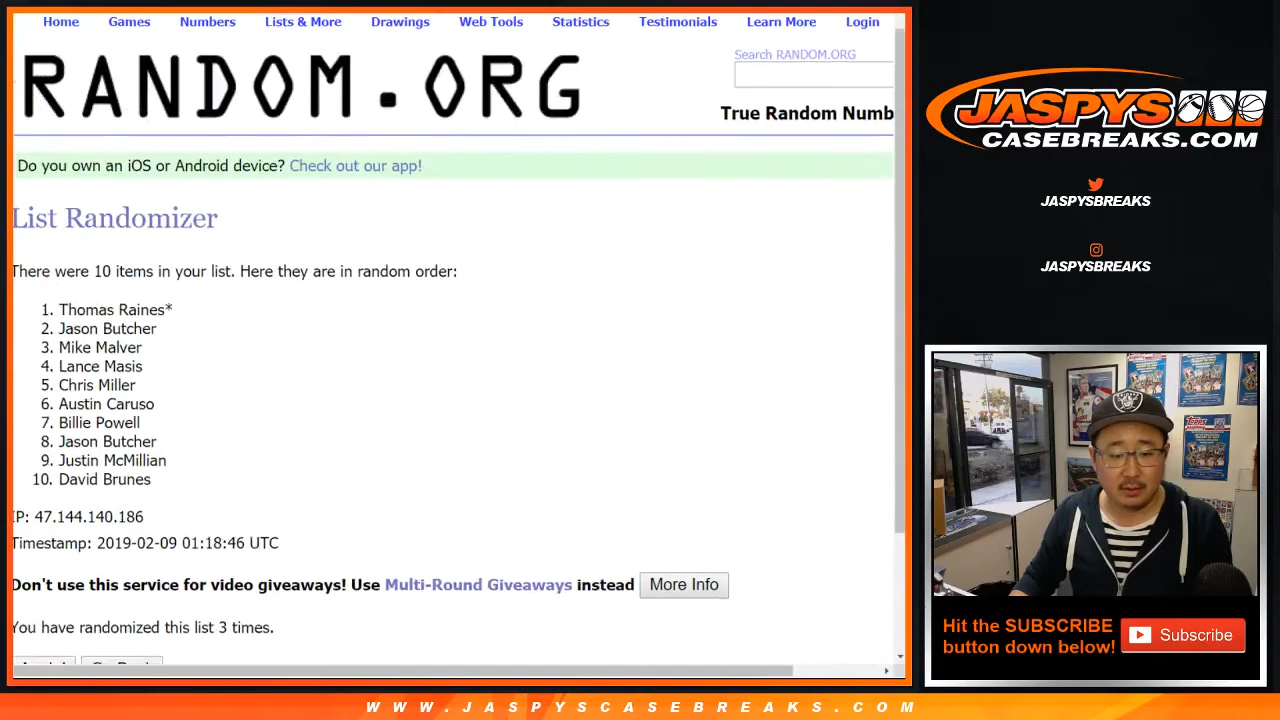 Home Games Numbers Lists & More Drawings Web Tools Statistics Testimonials Learn More Login
RANDOM.ORG
Search RANDOM.ORG
True Random Numb
Do you own an iOS or Android device? Check out our app!
List Randomizer
There were 10 items in your list. Here they are in random order:
1. Thomas Raines*
2. Jason Butcher
3. Mike Malver
4. Lance Masis
5. Chris Miller
6. Austin Caruso
7. Billie Powell
8. Jason Butcher
9. Justin McMillian
10. David Brunes
IP: 47.144.140.186
Timestamp: 2019-02-09 01:18:46 UTC
Don't use this service for video giveaways! Use Multi-Round Giveaways instead More Info
You have randomized this list 3 times.
JASPYS
CASEBREAKS.COM
JASPYSBREAKS
JASPYSBREAKS
TOPPS
Hit the SUBSCRIBE
button down below!
Subscribe
WWW.JASPYSCASEBREAKS.COM